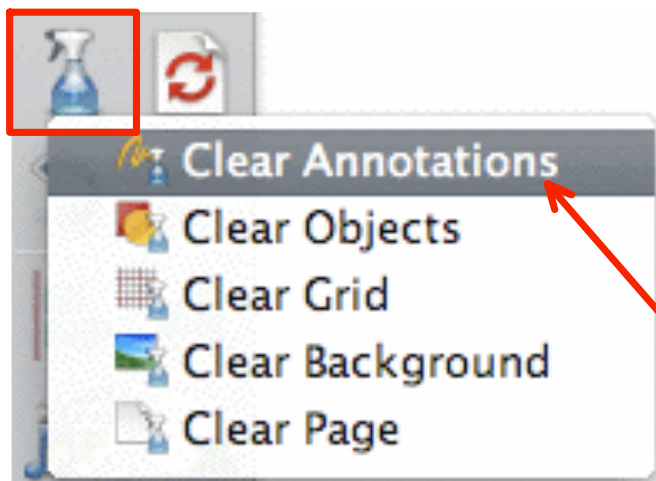 Clear Annotations
Clear Objects
Clear Grid
Clear Background
Clear Page